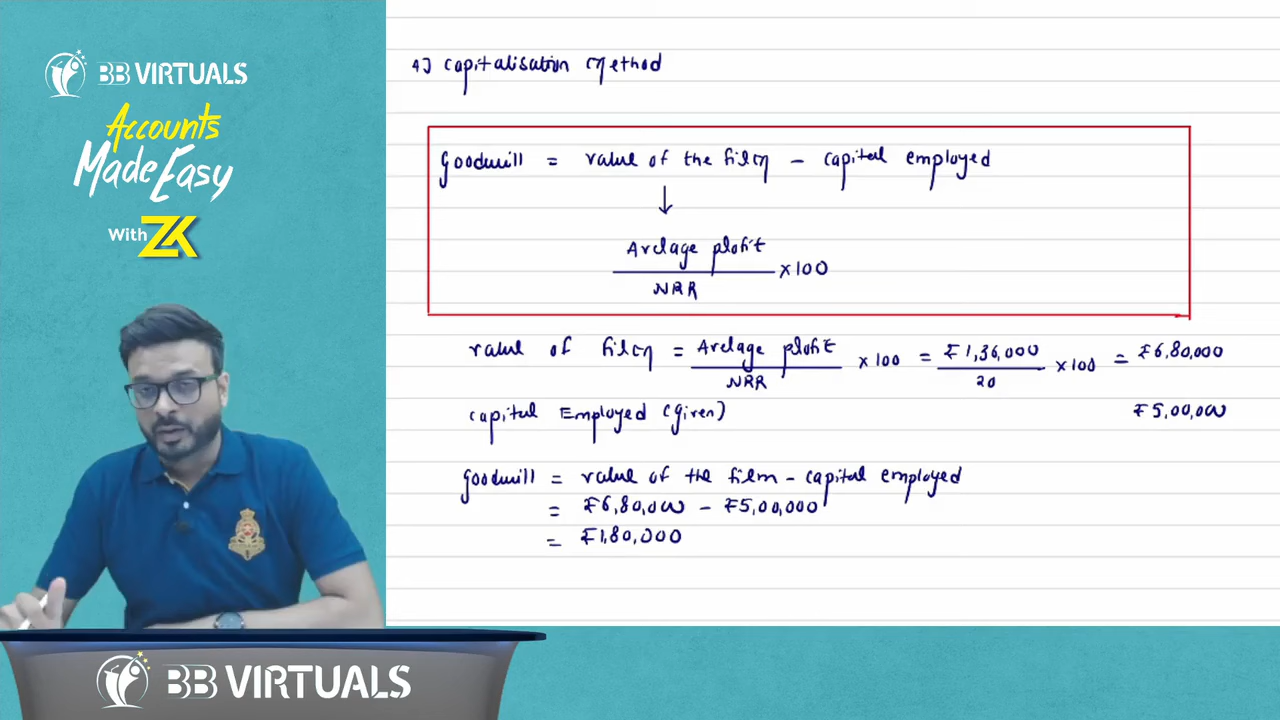 BB VIRTUALS
Accounts
Made Easy
With ZK
4) Capitalisation Method
Goodwill = value of the firm - capital employed
↓
Average profit
x 100
NRR
value of firm = Average profit x 100 = ₹1,36,000 x 100 = ₹6,80,000
NRR 20
capital Employed (given) ₹5,00,000
Goodwill = value of the firm - capital employed
= ₹6,80,000 - ₹5,00,000
= ₹1,80,000
BB VIRTUALS